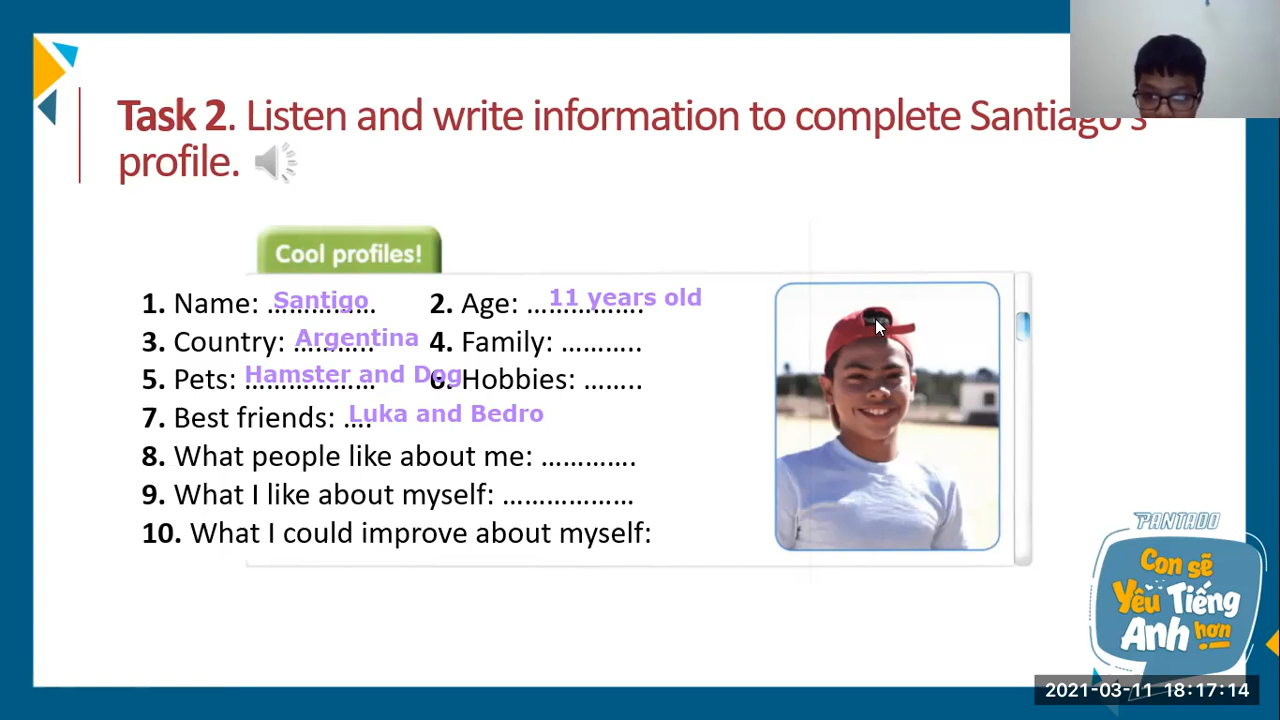 Task 2. Listen and write information to complete Santiago's
profile.
Cool profiles!
1. Name: ............... Santigo 2. Age: ................. 11 years old
3. Country: ........... Argentina 4. Family: ...........
5. Pets: .................. Hamster and Dog 6. Hobbies: ........
7. Best friends: .... Luka and Bedro
8. What people like about me: .............
9. What I like about myself: ..................
10. What I could improve about myself:
PANTADO
Con sẽ
Yêu Tiếng
Anh hơn
2021-03-11 18:17:14